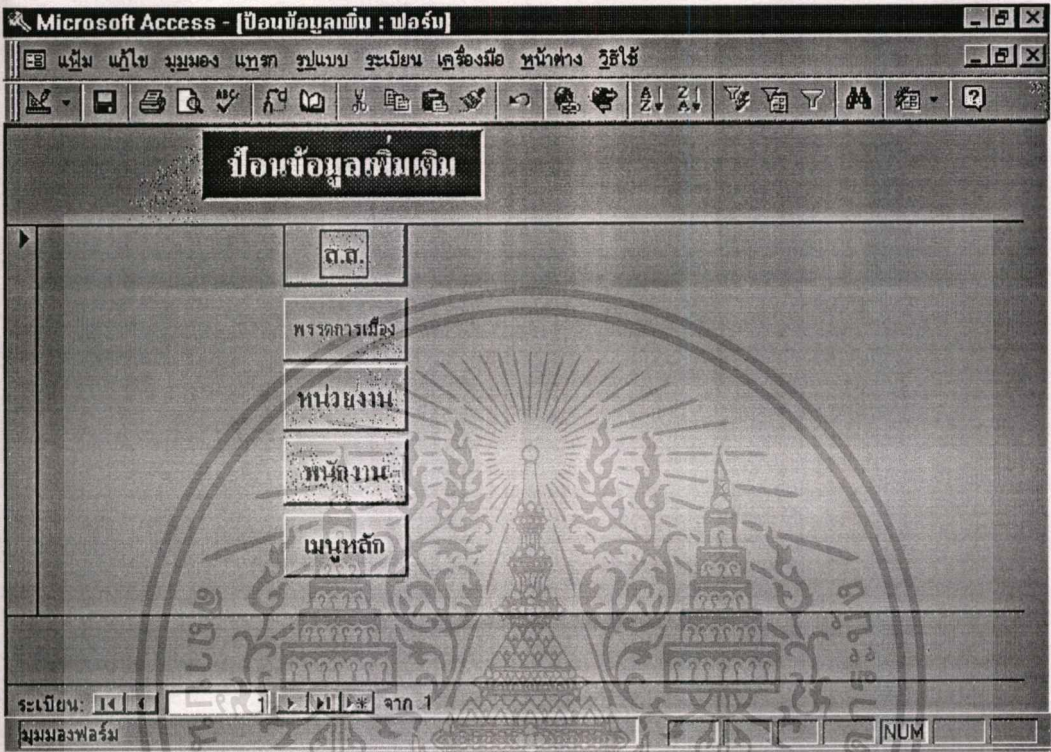 Microsoft Access - [ป้อนข้อมูลเพิ่ม : ฟอร์ม]
แฟ้ม แก้ไข มุมมอง แทรก รูปแบบ ระเบียน เครื่องมือ หน้าต่าง วิธีใช้
ป้อนข้อมูลเพิ่มเติม
ส.ส.
พรรคการเมือง
หน่วยงาน
พนักงาน
เมนูหลัก
ระเบียน: 1 จาก 1
มุมมองฟอร์ม NUM